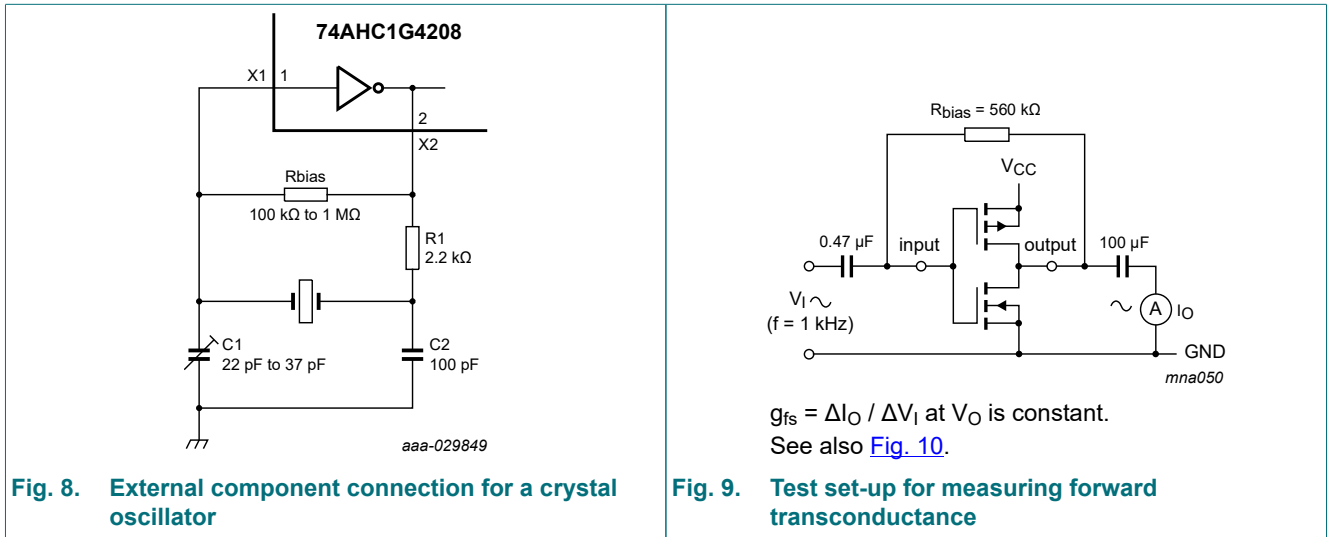 74AHC1G4208
X1
1
2
X2
Rbias
100 kΩ to 1 MΩ
R1
2.2 kΩ
C1
22 pF to 37 pF
C2
100 pF
aaa-029849
Fig. 8. External component connection for a crystal
oscillator
Rbias = 560 kΩ
VCC
0.47 µF
input
output
100 µF
VI
(f = 1 kHz)
A
IO
GND
mna050
gfs = ΔIO / ΔVI at VO is constant.
See also Fig. 10.
Fig. 9. Test set-up for measuring forward
transconductance